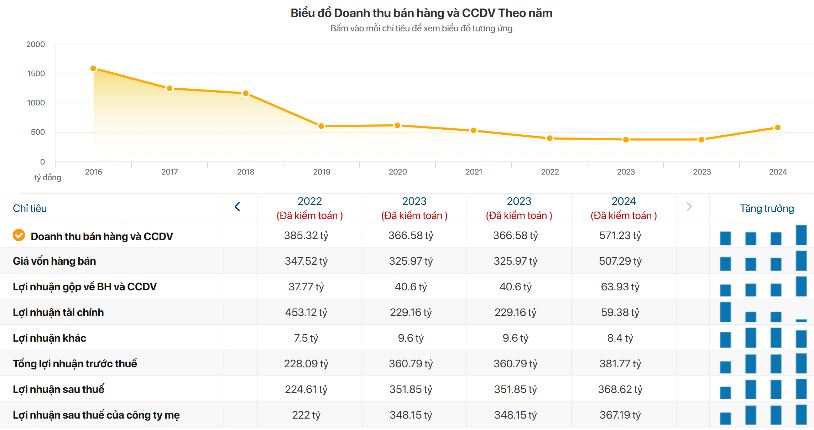 Biểu đồ Doanh thu bán hàng và CCDV Theo năm
Bấm vào mỗi chỉ tiêu để xem biểu đồ tương ứng
2000
1500
1000
500
0
tỷ đồng
2016 2017 2018 2019 2020 2021 2022 2023 2023 2024
Chỉ tiêu 2022 2023 2023 2024 Tăng trưởng
(Đã kiểm toán ) (Đã kiểm toán ) (Đã kiểm toán ) (Đã kiểm toán )
Doanh thu bán hàng và CCDV 385.32 tỷ 366.58 tỷ 366.58 tỷ 571.23 tỷ
Giá vốn hàng bán 347.52 tỷ 325.97 tỷ 325.97 tỷ 507.29 tỷ
Lợi nhuận gộp về BH và CCDV 37.77 tỷ 40.6 tỷ 40.6 tỷ 63.93 tỷ
Lợi nhuận tài chính 453.12 tỷ 229.16 tỷ 229.16 tỷ 59.38 tỷ
Lợi nhuận khác 7.5 tỷ 9.6 tỷ 9.6 tỷ 8.4 tỷ
Tổng lợi nhuận trước thuế 228.09 tỷ 360.79 tỷ 360.79 tỷ 381.77 tỷ
Lợi nhuận sau thuế 224.61 tỷ 351.85 tỷ 351.85 tỷ 368.62 tỷ
Lợi nhuận sau thuế của công ty mẹ 222 tỷ 348.15 tỷ 348.15 tỷ 367.19 tỷ